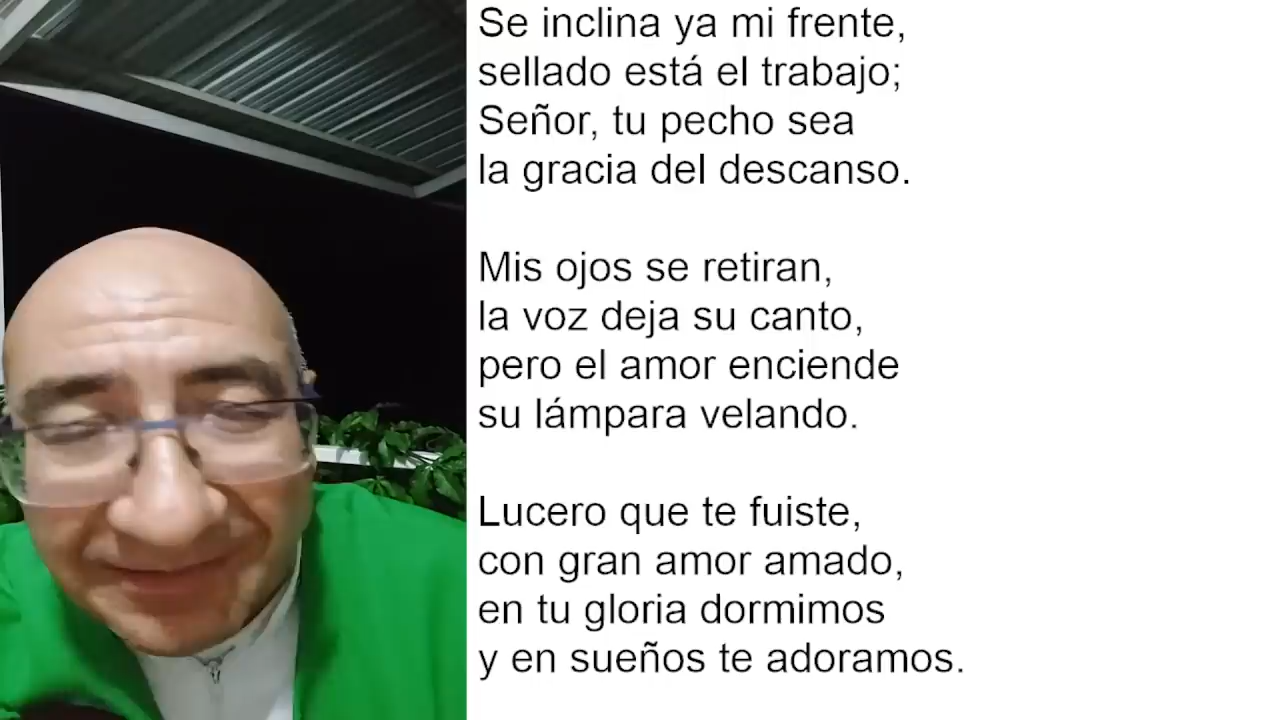 Se inclina ya mi frente,
sellado está el trabajo;
Señor, tu pecho sea
la gracia del descanso.
Mis ojos se retiran,
la voz deja su canto,
pero el amor enciende
su lámpara velando.
Lucero que te fuiste,
con gran amor amado,
en tu gloria dormimos
y en sueños te adoramos.